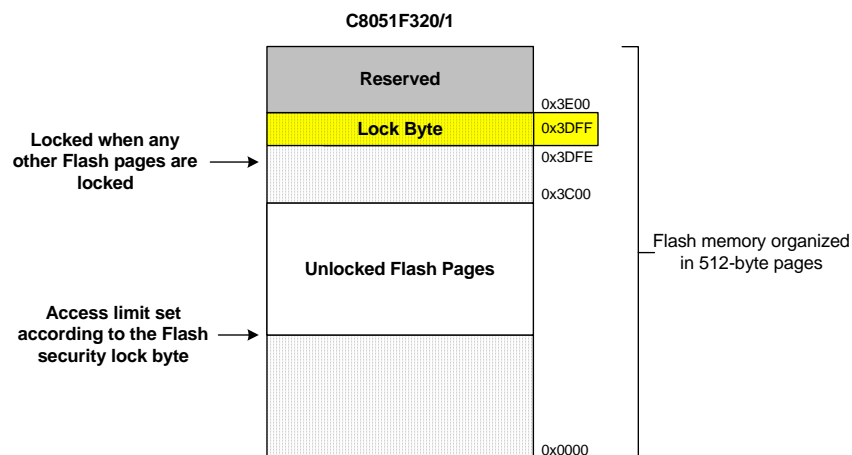 C8051F320/1
Reserved
0x3E00
Lock Byte
0x3DFF
Locked when any
other Flash pages are
locked
0x3DFE
0x3C00
Unlocked Flash Pages
Flash memory organized
in 512-byte pages
Access limit set
according to the Flash
security lock byte
0x0000